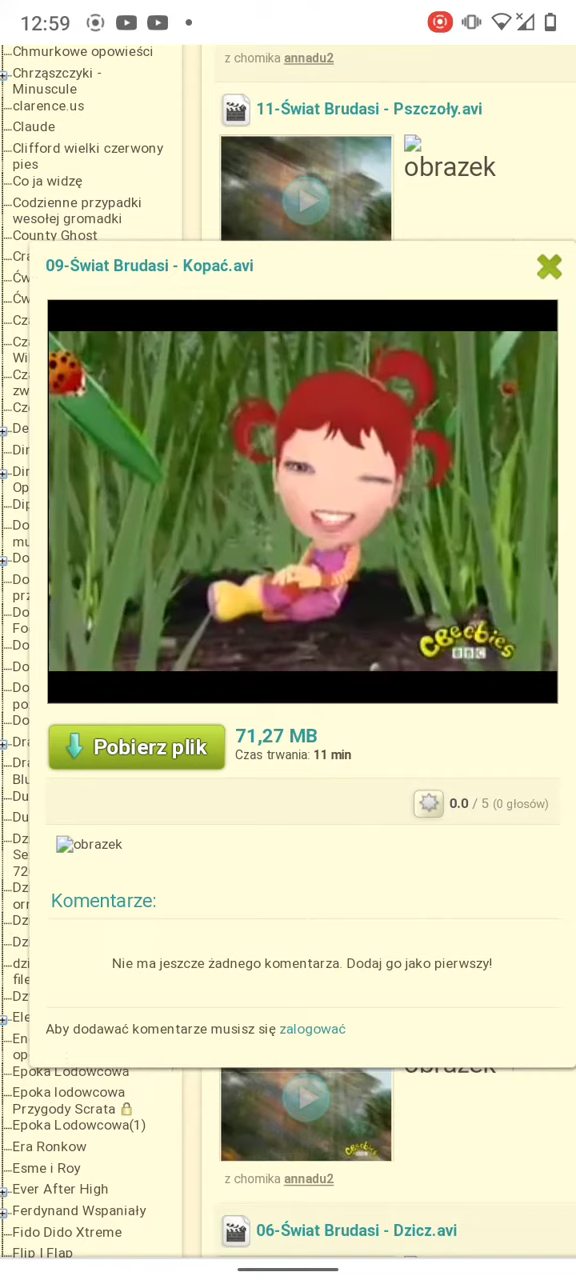 12:59
Chmurkowe opowieści
Chrząszczyki -
Minuscule
clarence.us
Claude
Clifford wielki czerwony
pies
Co ja widzę
Codzienne przypadki
wesołej gromadki
County Ghost
z chomika annadu2
11-Świat Brudasi - Pszczoły.avi
obrazek
09-Świat Brudasi - Kopać.avi
CBeebies
BBC
Pobierz plik
71,27 MB
Czas trwania: 11 min
0.0 / 5 (0 głosów)
obrazek
Komentarze:
Nie ma jeszcze żadnego komentarza. Dodaj go jako pierwszy!
Aby dodawać komentarze musisz się zalogować
Epoka Lodowcowa
Epoka lodowcowa
Przygody Scrata
Epoka Lodowcowa(1)
Era Ronkow
Esme i Roy
Ever After High
Ferdynand Wspaniały
Fido Dido Xtreme
Flip I Flap
obrazek
z chomika annadu2
06-Świat Brudasi - Dzicz.avi